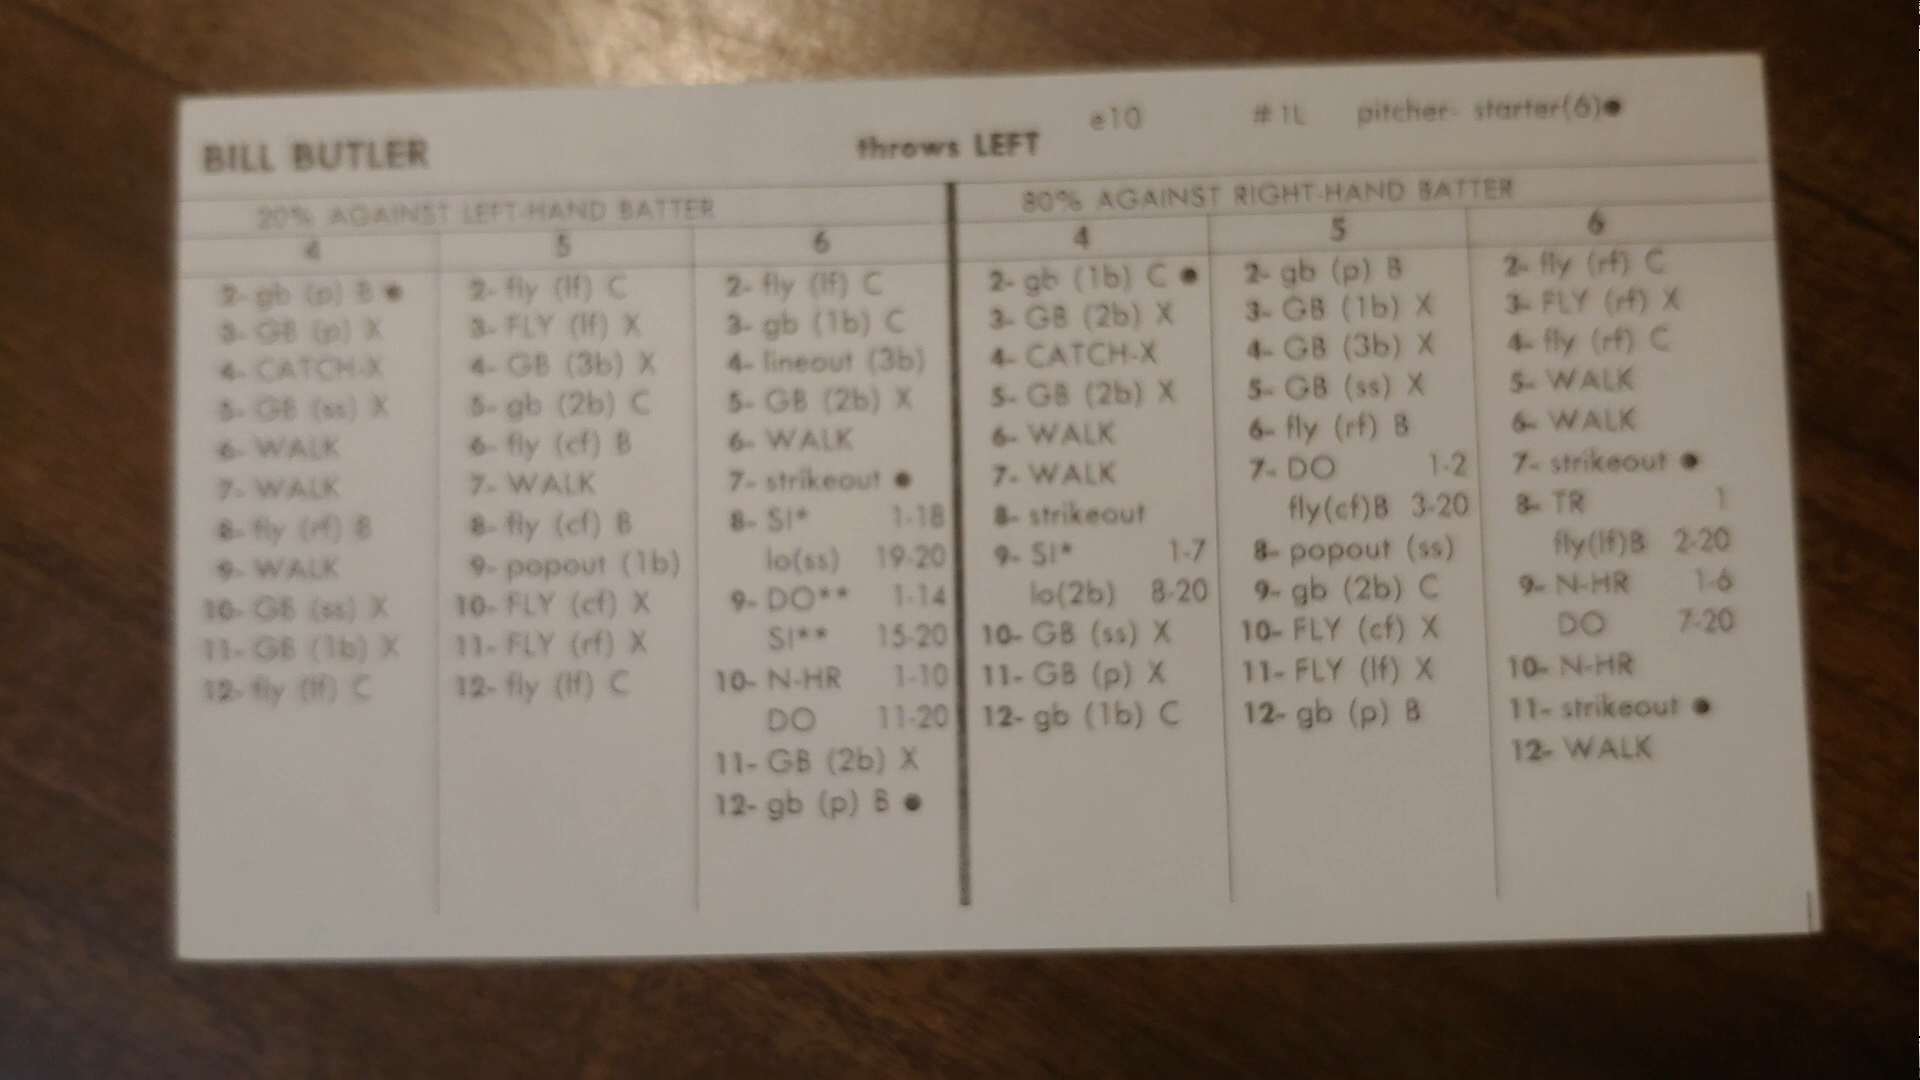 BILL BUTLER throws LEFT e10 #1L pitcher- starter(6)●
20% AGAINST LEFT-HAND BATTER
4
2- gb (p) B ●
3- GB (p) X
4- CATCH-X
5- GB (ss) X
6- WALK
7- WALK
8- fly (rf) B
9- WALK
10- GB (ss) X
11- GB (1b) X
12- fly (lf) C
5
2- fly (lf) C
3- FLY (lf) X
4- GB (3b) X
5- gb (2b) C
6- fly (cf) B
7- WALK
8- fly (cf) B
9- popout (1b)
10- FLY (cf) X
11- FLY (rf) X
12- fly (lf) C
6
2- fly (lf) C
3- gb (1b) C
4- lineout (3b)
5- GB (2b) X
6- WALK
7- strikeout ●
8- SI* 1-18
lo(ss) 19-20
9- DO** 1-14
SI** 15-20
10- N-HR 1-10
DO 11-20
11- GB (2b) X
12- gb (p) B ●
80% AGAINST RIGHT-HAND BATTER
4
2- gb (1b) C ●
3- GB (2b) X
4- CATCH-X
5- GB (2b) X
6- WALK
7- WALK
8- strikeout
9- SI* 1-7
lo(2b) 8-20
10- GB (ss) X
11- GB (p) X
12- gb (1b) C
5
2- gb (p) B
3- GB (1b) X
4- GB (3b) X
5- GB (ss) X
6- fly (rf) B
7- DO 1-2
fly(cf)B 3-20
8- popout (ss)
9- gb (2b) C
10- FLY (cf) X
11- FLY (lf) X
12- gb (p) B
6
2- fly (rf) C
3- FLY (rf) X
4- fly (rf) C
5- WALK
6- WALK
7- strikeout ●
8- TR 1
fly(lf)B 2-20
9- N-HR 1-6
DO 7-20
10- N-HR
11- strikeout ●
12- WALK